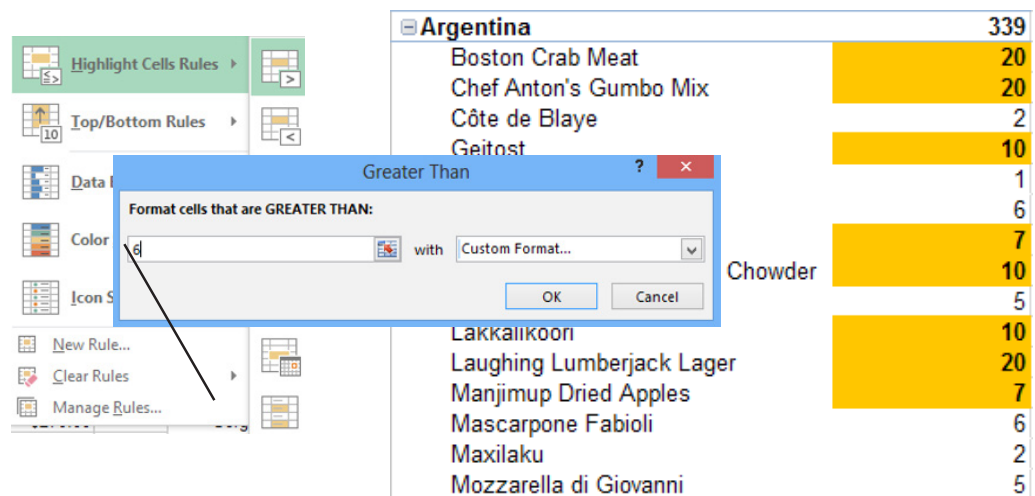 Highlight Cells Rules
Top/Bottom Rules
10
Data
Color
Icon S
New Rule...
Clear Rules
Manage Rules...
Greater Than
?
Format cells that are GREATER THAN:
6 with Custom Format...
OK Cancel
Argentina 339
Boston Crab Meat 20
Chef Anton's Gumbo Mix 20
Côte de Blaye 2
Geitost 10
1
6
7
Chowder 10
5
Lakkalikööri 10
Laughing Lumberjack Lager 20
Manjimup Dried Apples 7
Mascarpone Fabioli 6
Maxilaku 2
Mozzarella di Giovanni 5